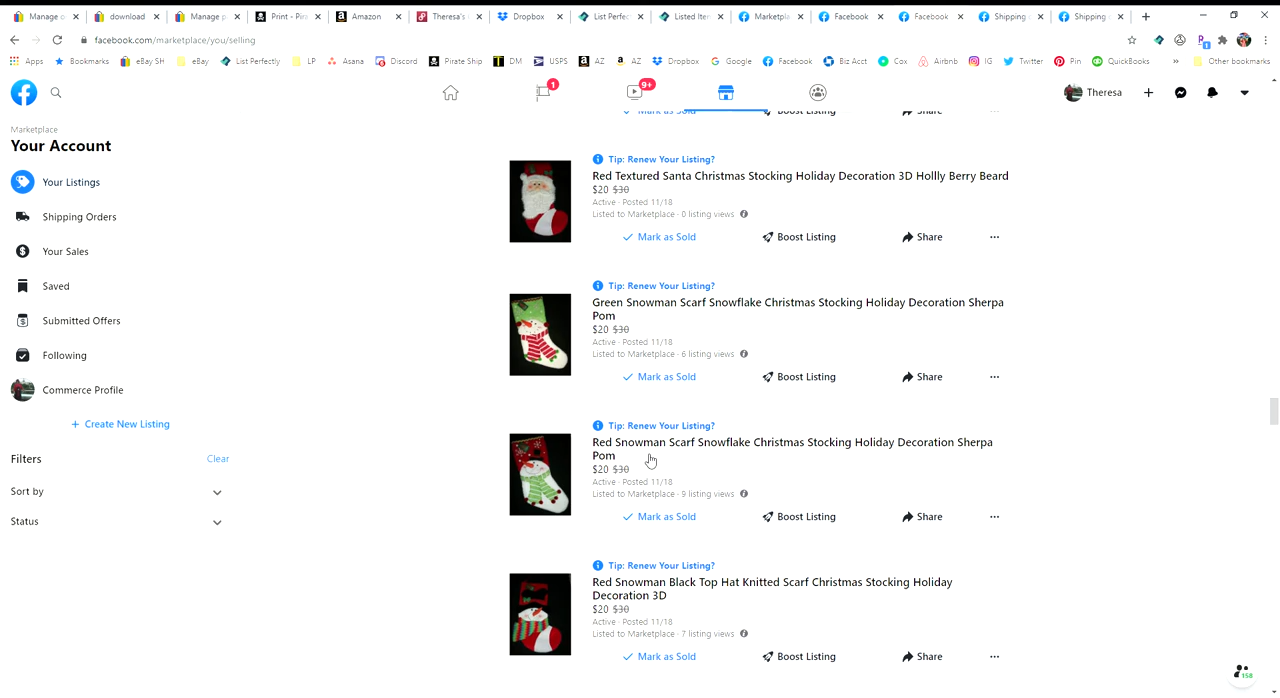 Manage o
download
Manage p
Print - Pir
Amazon
Theresa's
Dropbox
List Perfec
Listed Iter
Marketpla
Facebook
Facebook
Shipping
Shipping
facebook.com/marketplace/you/selling
Apps
Bookmarks
eBay SH
eBay
List Perfectly
LP
Asana
Discord
Pirate Ship
DM
USPS
AZ
AZ
Dropbox
Google
Facebook
Biz Acct
Cox
Airbnb
IG
Twitter
Pin
QuickBooks
Other bookmarks
1
9+
Theresa
Marketplace
Your Account
Your Listings
Shipping Orders
Your Sales
Saved
Submitted Offers
Following
Commerce Profile
+ Create New Listing
Filters
Clear
Sort by
Status
Mark as Sold
Boost Listing
Share
Tip: Renew Your Listing?
Red Textured Santa Christmas Stocking Holiday Decoration 3D Hollly Berry Beard
$20 $30
Active · Posted 11/18
Listed to Marketplace · 0 listing views
Mark as Sold
Boost Listing
Share
Tip: Renew Your Listing?
Green Snowman Scarf Snowflake Christmas Stocking Holiday Decoration Sherpa
Pom
$20 $30
Active · Posted 11/18
Listed to Marketplace · 6 listing views
Mark as Sold
Boost Listing
Share
Tip: Renew Your Listing?
Red Snowman Scarf Snowflake Christmas Stocking Holiday Decoration Sherpa
Pom
$20 $30
Active · Posted 11/18
Listed to Marketplace · 9 listing views
Mark as Sold
Boost Listing
Share
Tip: Renew Your Listing?
Red Snowman Black Top Hat Knitted Scarf Christmas Stocking Holiday
Decoration 3D
$20 $30
Active · Posted 11/18
Listed to Marketplace · 7 listing views
Mark as Sold
Boost Listing
Share
158